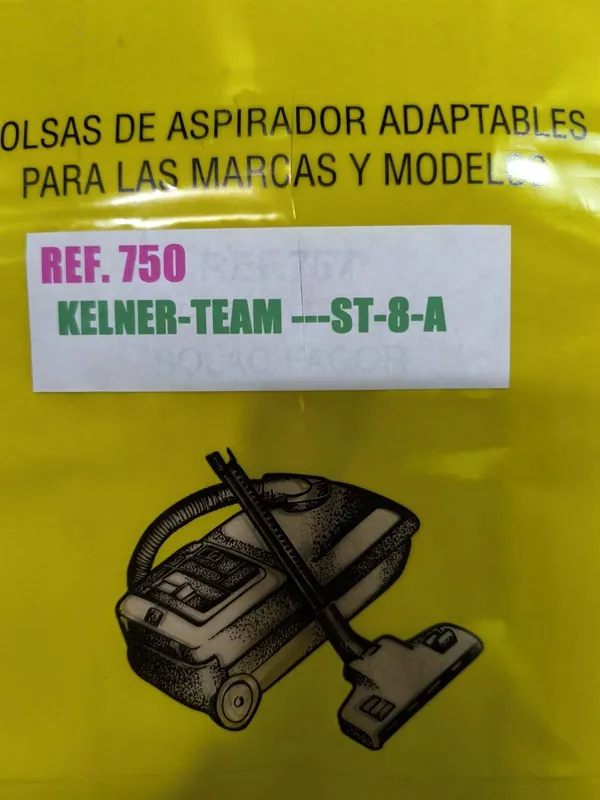 OLSAS DE ASPIRADOR ADAPTABLES
PARA LAS MARCAS Y MODELOS
REF. 750
KELNER-TEAM ---ST-8-A